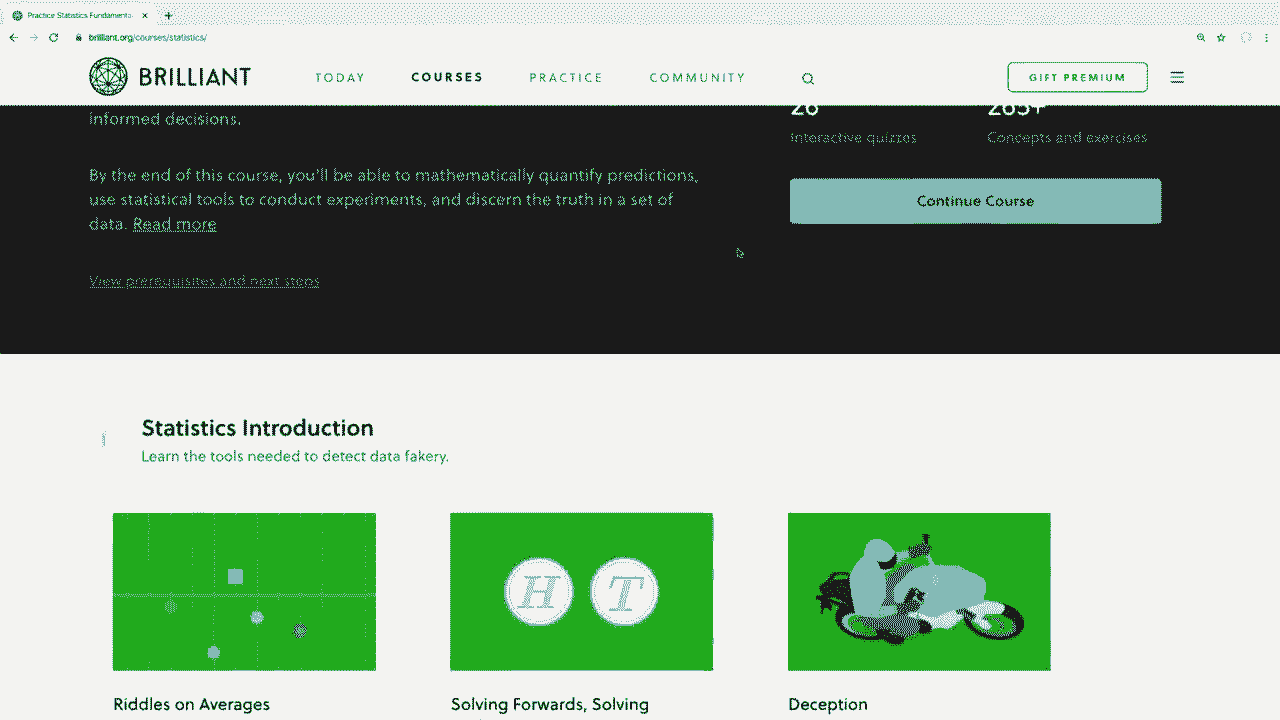 Practice Statistics Fundamenta
brilliant.org/courses/statistics/
BRILLIANT
TODAY
COURSES
PRACTICE
COMMUNITY
GIFT PREMIUM
informed decisions.
By the end of this course, you'll be able to mathematically quantify predictions,
use statistical tools to conduct experiments, and discern the truth in a set of
data. Read more
View prerequisites and next steps
26
265+
Interactive quizzes
Concepts and exercises
Continue Course
Statistics Introduction
Learn the tools needed to detect data fakery.
H T
Riddles on Averages
Solving Forwards, Solving
Deception